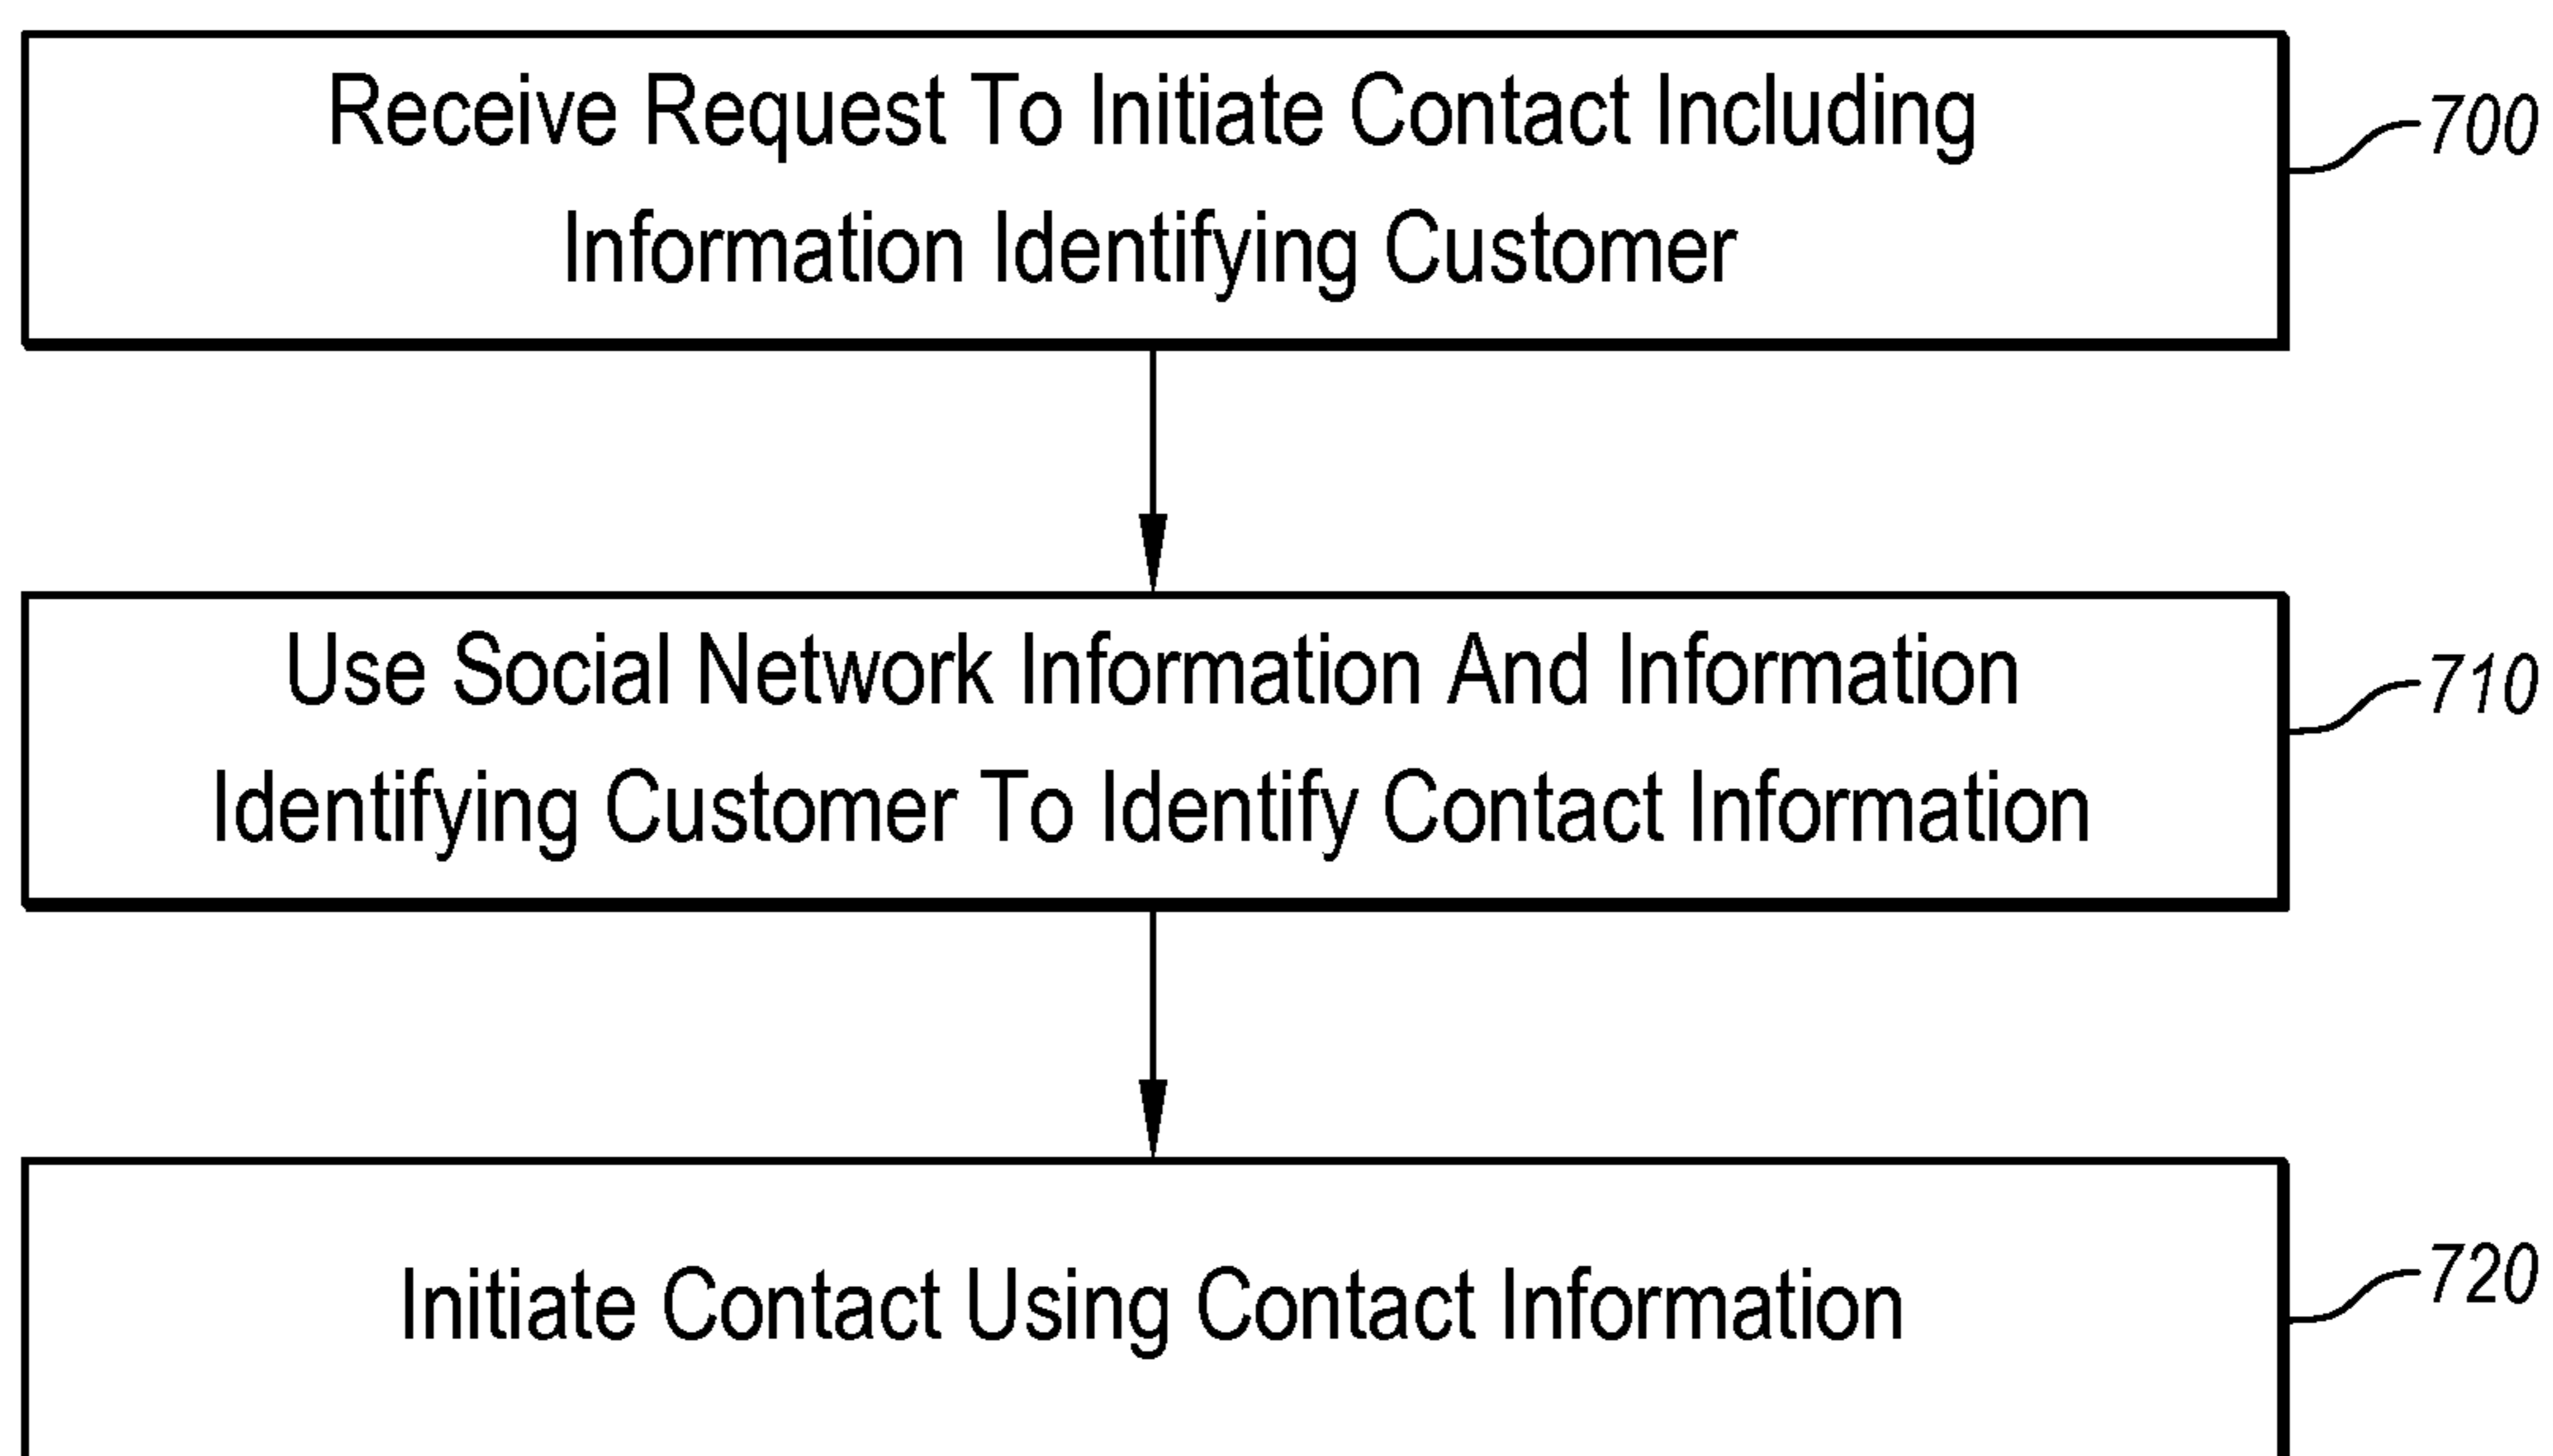 Receive Request To Initiate Contact Including
Information Identifying Customer
700
Use Social Network Information And Information
Identifying Customer To Identify Contact Information
710
Initiate Contact Using Contact Information
720